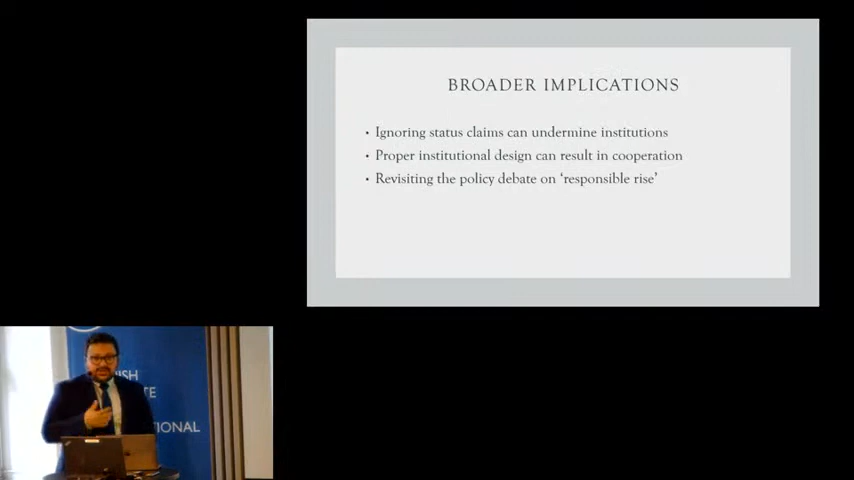 BROADER IMPLICATIONS
• Ignoring status claims can undermine institutions
• Proper institutional design can result in cooperation
• Revisiting the policy debate on ‘responsible rise’